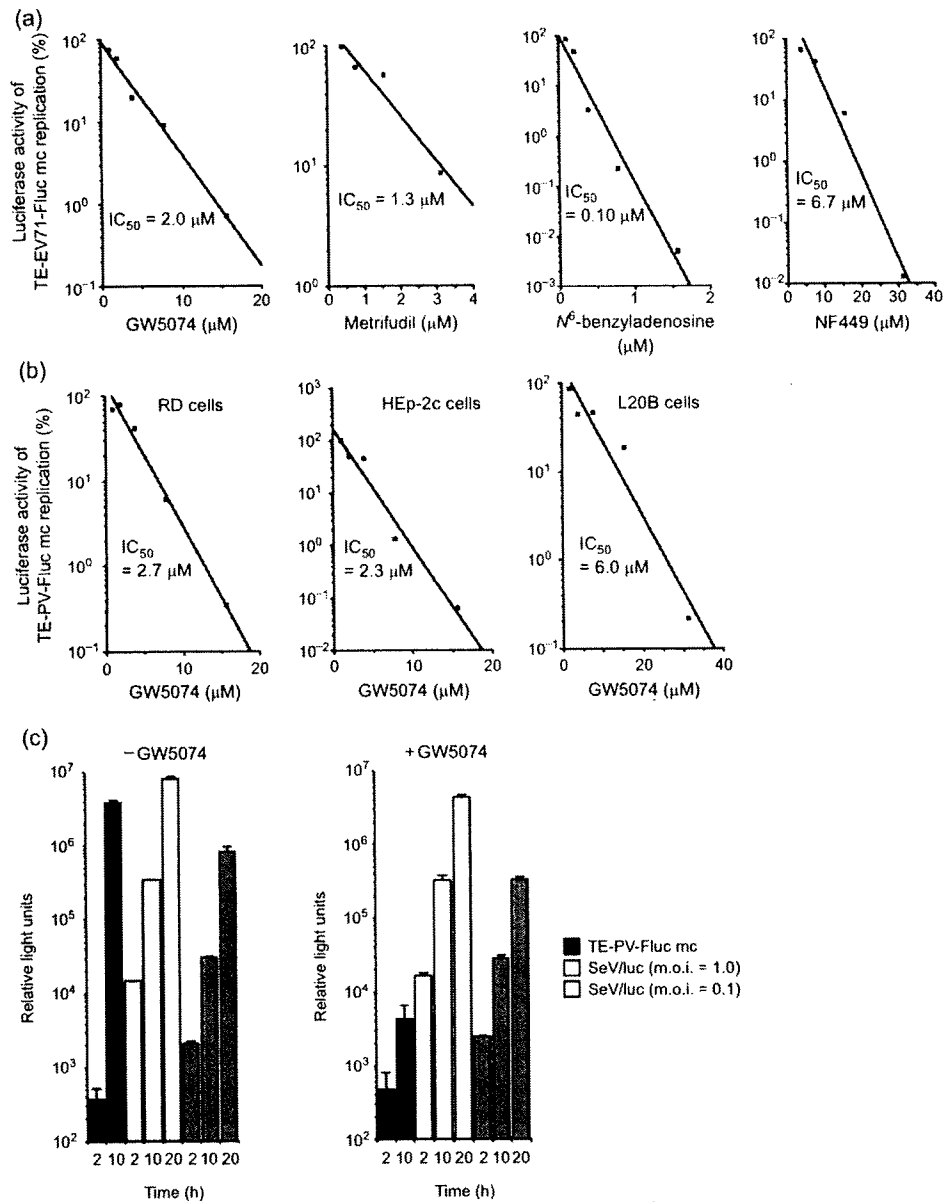 (a)
Luciferase activity of
TE-EV71-Fluc mc replication (%)
10²
10¹
10⁰
10⁻¹
IC₅₀ = 2.0 µM
0 10 20
GW5074 (µM)
10²
10¹
10⁰
IC₅₀ = 1.3 µM
0 1 2 3 4
Metrifudil (µM)
10²
10¹
10⁰
10⁻¹
10⁻²
10⁻³
IC₅₀
= 0.10 µM
0 1 2
N⁶-benzyladenosine
(µM)
10²
10¹
10⁰
10⁻¹
10⁻²
IC₅₀
= 6.7 µM
0 10 20 30 40
NF449 (µM)
(b)
Luciferase activity of
TE-PV-Fluc mc replication (%)
10²
10¹
10⁰
10⁻¹
RD cells
IC₅₀
= 2.7 µM
0 10 20
GW5074 (µM)
10³
10²
10¹
10⁰
10⁻¹
10⁻²
HEp-2c cells
IC₅₀
= 2.3 µM
0 10 20
GW5074 (µM)
10²
10¹
10⁰
10⁻¹
L20B cells
IC₅₀
= 6.0 µM
0 10 20 30 40
GW5074 (µM)
(c)
−GW5074
Relative light units
10⁷
10⁶
10⁵
10⁴
10³
10²
2 10 2 10 20 2 10 20
Time (h)
+GW5074
Relative light units
10⁷
10⁶
10⁵
10⁴
10³
10²
2 10 2 10 20 2 10 20
Time (h)
TE-PV-Fluc mc
SeV/luc (m.o.i. = 1.0)
SeV/luc (m.o.i. = 0.1)